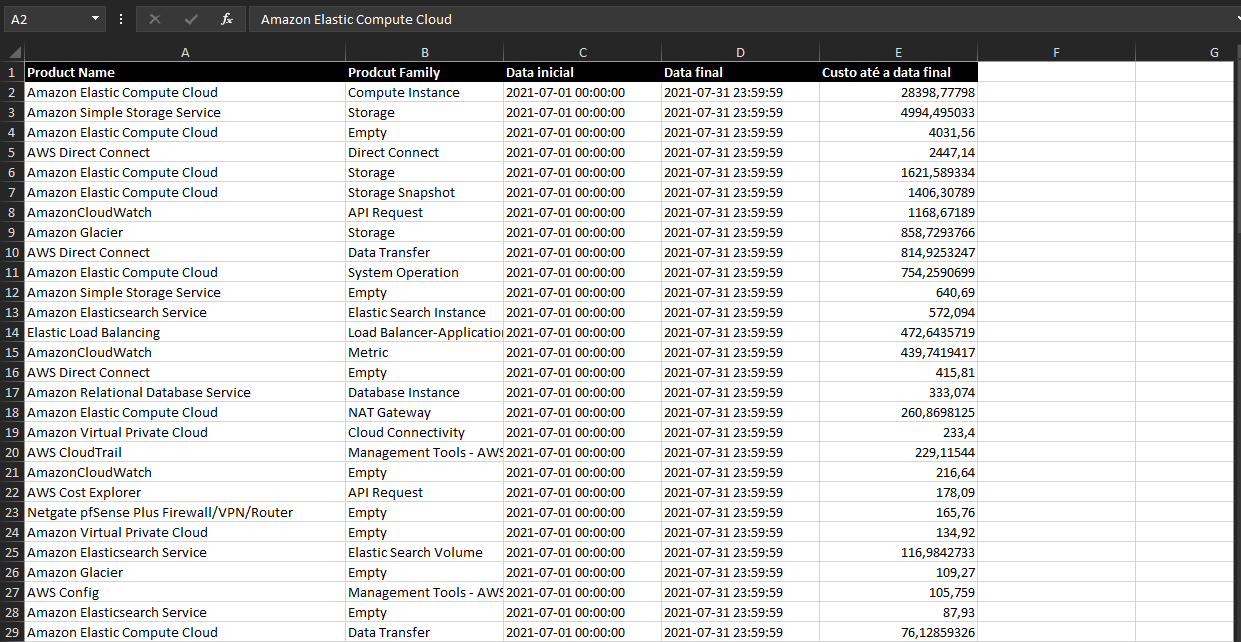 A2 fx Amazon Elastic Compute Cloud
A B C D E F G
1 Product Name Prodcut Family Data inicial Data final Custo até a data final
2 Amazon Elastic Compute Cloud Compute Instance 2021-07-01 00:00:00 2021-07-31 23:59:59 28398,77798
3 Amazon Simple Storage Service Storage 2021-07-01 00:00:00 2021-07-31 23:59:59 4994,495033
4 Amazon Elastic Compute Cloud Empty 2021-07-01 00:00:00 2021-07-31 23:59:59 4031,56
5 AWS Direct Connect Direct Connect 2021-07-01 00:00:00 2021-07-31 23:59:59 2447,14
6 Amazon Elastic Compute Cloud Storage 2021-07-01 00:00:00 2021-07-31 23:59:59 1621,589334
7 Amazon Elastic Compute Cloud Storage Snapshot 2021-07-01 00:00:00 2021-07-31 23:59:59 1406,30789
8 AmazonCloudWatch API Request 2021-07-01 00:00:00 2021-07-31 23:59:59 1168,67189
9 Amazon Glacier Storage 2021-07-01 00:00:00 2021-07-31 23:59:59 858,7293766
10 AWS Direct Connect Data Transfer 2021-07-01 00:00:00 2021-07-31 23:59:59 814,9253247
11 Amazon Elastic Compute Cloud System Operation 2021-07-01 00:00:00 2021-07-31 23:59:59 754,2590699
12 Amazon Simple Storage Service Empty 2021-07-01 00:00:00 2021-07-31 23:59:59 640,69
13 Amazon Elasticsearch Service Elastic Search Instance 2021-07-01 00:00:00 2021-07-31 23:59:59 572,094
14 Elastic Load Balancing Load Balancer-Application 2021-07-01 00:00:00 2021-07-31 23:59:59 472,6435719
15 AmazonCloudWatch Metric 2021-07-01 00:00:00 2021-07-31 23:59:59 439,7419417
16 AWS Direct Connect Empty 2021-07-01 00:00:00 2021-07-31 23:59:59 415,81
17 Amazon Relational Database Service Database Instance 2021-07-01 00:00:00 2021-07-31 23:59:59 333,074
18 Amazon Elastic Compute Cloud NAT Gateway 2021-07-01 00:00:00 2021-07-31 23:59:59 260,8698125
19 Amazon Virtual Private Cloud Cloud Connectivity 2021-07-01 00:00:00 2021-07-31 23:59:59 233,4
20 AWS CloudTrail Management Tools - AWS 2021-07-01 00:00:00 2021-07-31 23:59:59 229,11544
21 AmazonCloudWatch Empty 2021-07-01 00:00:00 2021-07-31 23:59:59 216,64
22 AWS Cost Explorer API Request 2021-07-01 00:00:00 2021-07-31 23:59:59 178,09
23 Netgate pfSense Plus Firewall/VPN/Router Empty 2021-07-01 00:00:00 2021-07-31 23:59:59 165,76
24 Amazon Virtual Private Cloud Empty 2021-07-01 00:00:00 2021-07-31 23:59:59 134,92
25 Amazon Elasticsearch Service Elastic Search Volume 2021-07-01 00:00:00 2021-07-31 23:59:59 116,9842733
26 Amazon Glacier Empty 2021-07-01 00:00:00 2021-07-31 23:59:59 109,27
27 AWS Config Management Tools - AWS 2021-07-01 00:00:00 2021-07-31 23:59:59 105,759
28 Amazon Elasticsearch Service Empty 2021-07-01 00:00:00 2021-07-31 23:59:59 87,93
29 Amazon Elastic Compute Cloud Data Transfer 2021-07-01 00:00:00 2021-07-31 23:59:59 76,12859326